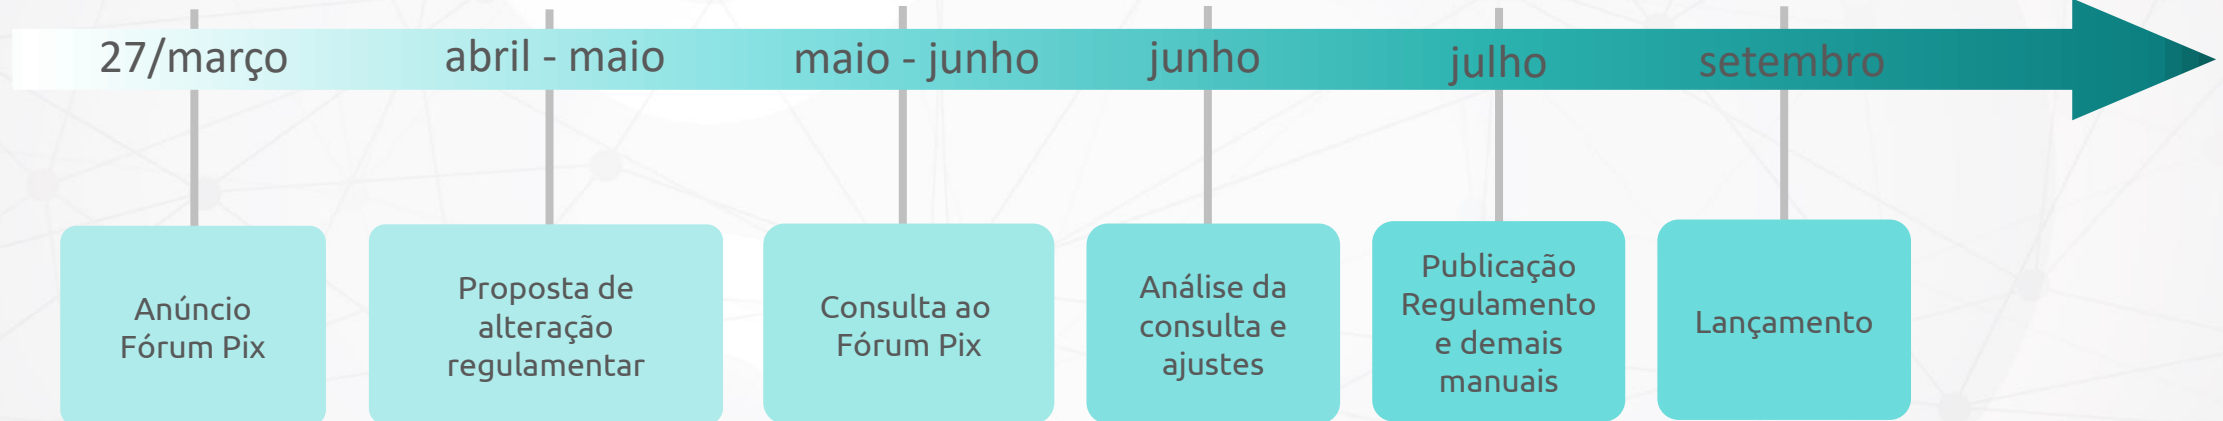 27/março
abril - maio
maio - junho
junho
julho
setembro
Anúncio
Fórum Pix
Proposta de
alteração
regulamentar
Consulta ao
Fórum Pix
Análise da
consulta e
ajustes
Publicação
Regulamento
e demais
manuais
Lançamento